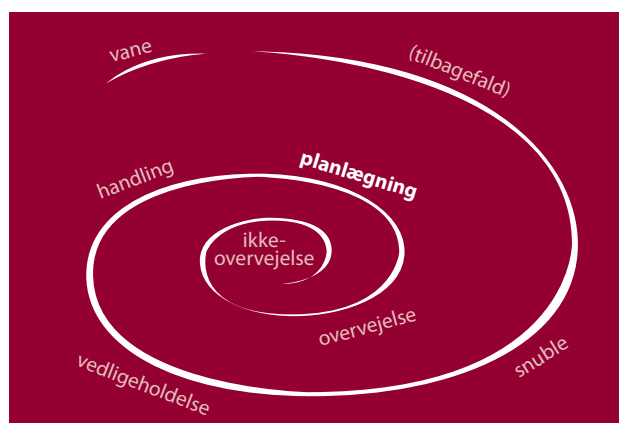 vane
(tilbagefald)
planlægning
handling
ikke-
overvejelse
overvejelse
snuble
vedligeholdelse